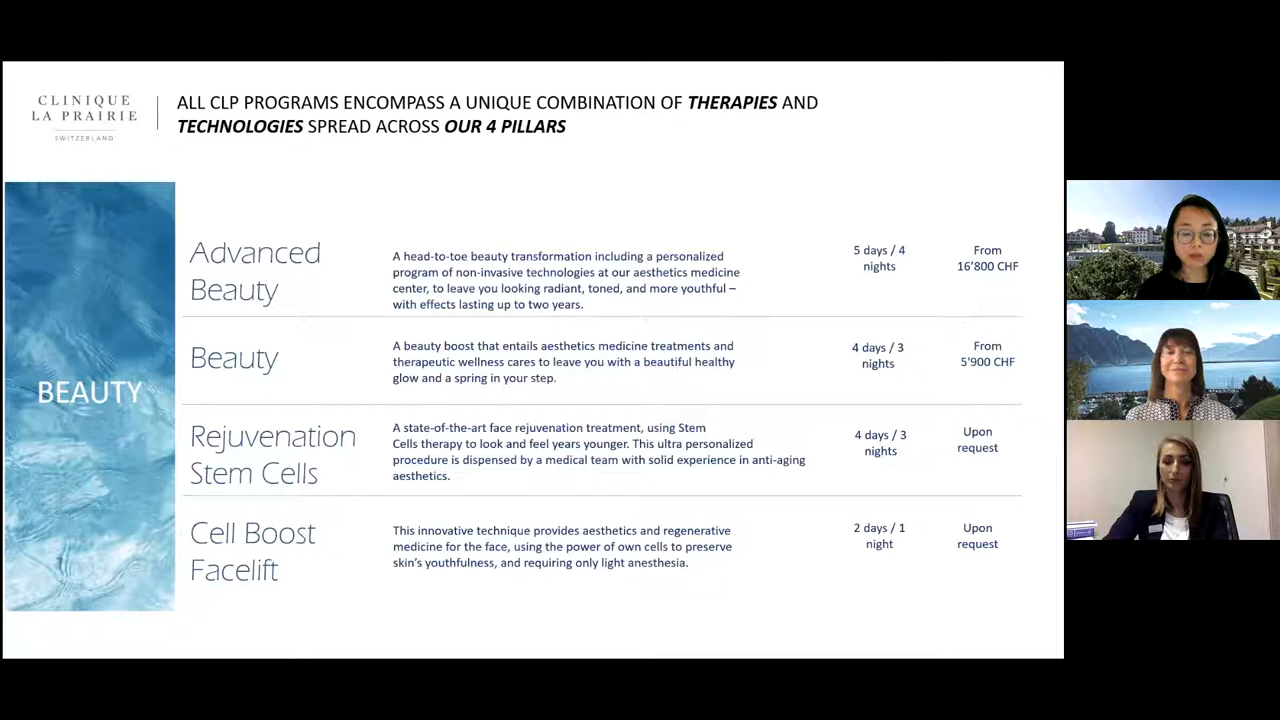 CLINIQUE
LA PRAIRIE
SWITZERLAND
ALL CLP PROGRAMS ENCOMPASS A UNIQUE COMBINATION OF THERAPIES AND
TECHNOLOGIES SPREAD ACROSS OUR 4 PILLARS
BEAUTY
Advanced
Beauty
A head-to-toe beauty transformation including a personalized
program of non-invasive technologies at our aesthetics medicine
center, to leave you looking radiant, toned, and more youthful –
with effects lasting up to two years.
5 days / 4
nights
From
16’800 CHF
Beauty
A beauty boost that entails aesthetics medicine treatments and
therapeutic wellness cares to leave you with a beautiful healthy
glow and a spring in your step.
4 days / 3
nights
From
5'900 CHF
Rejuvenation
Stem Cells
A state-of-the-art face rejuvenation treatment, using Stem
Cells therapy to look and feel years younger. This ultra personalized
procedure is dispensed by a medical team with solid experience in anti-aging
aesthetics.
4 days / 3
nights
Upon
request
Cell Boost
Facelift
This innovative technique provides aesthetics and regenerative
medicine for the face, using the power of own cells to preserve
skin’s youthfulness, and requiring only light anesthesia.
2 days / 1
night
Upon
request